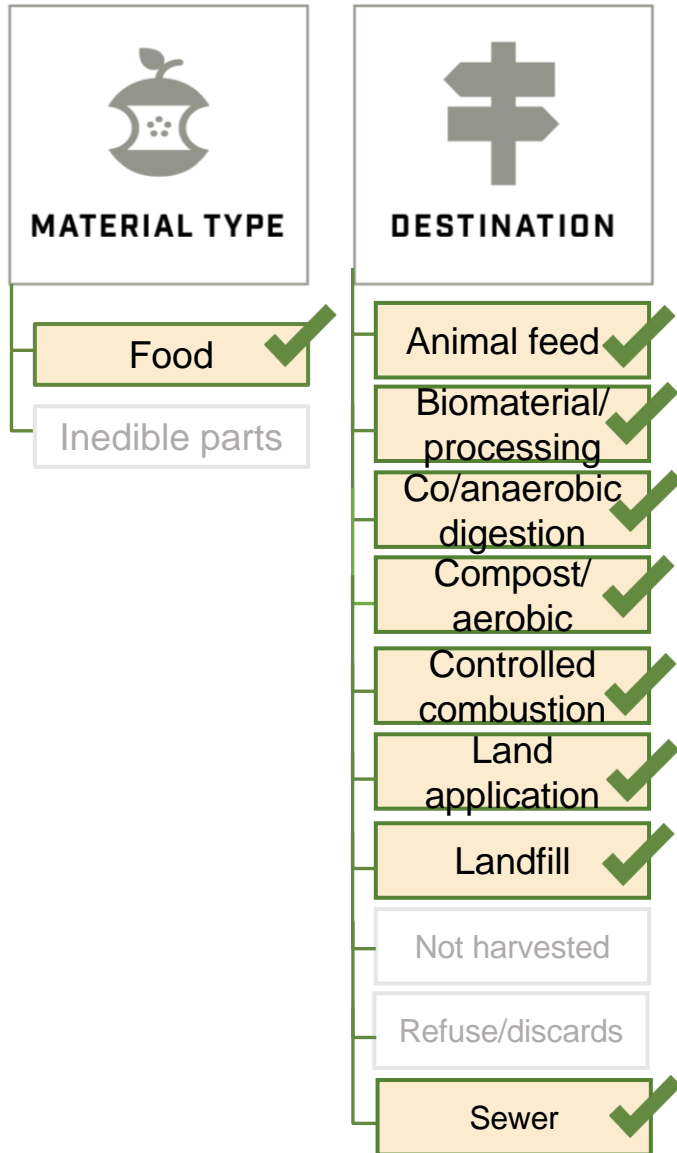 MATERIAL TYPE
Food
Inedible parts
DESTINATION
Animal feed
Biomaterial/
processing
Co/anaerobic
digestion
Compost/
aerobic
Controlled
combustion
Land
application
Landfill
Not harvested
Refuse/discards
Sewer